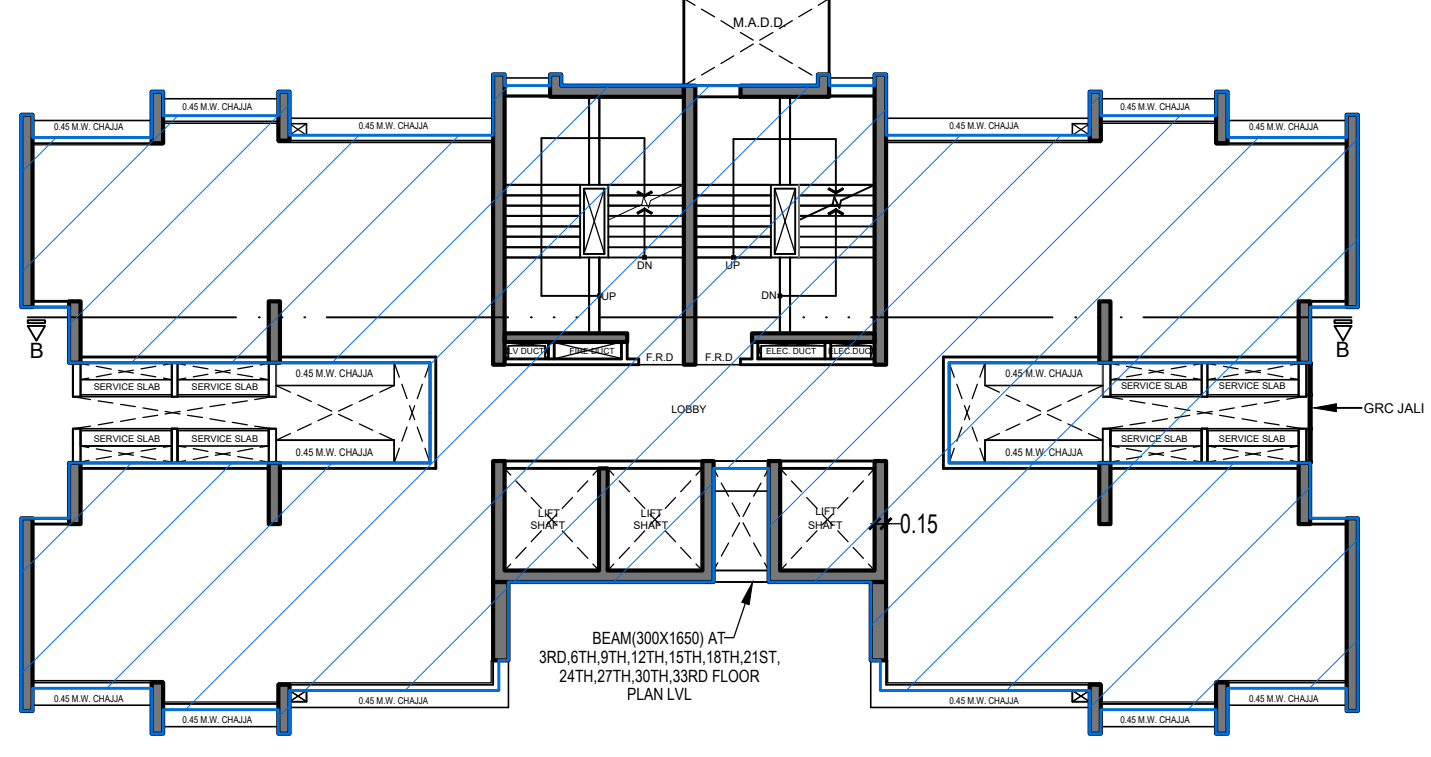 M.A.D.D.
0.45 M.W. CHAJJA
0.45 M.W. CHAJJA
0.45 M.W. CHAJJA
0.45 M.W. CHAJJA
0.45 M.W. CHAJJA
0.45 M.W. CHAJJA
DN
UP
UP
DN
B
B
LV DUCT
FIRE DUCT
F.R.D
F.R.D
ELEC. DUCT
ELEC.DUCT
0.45 M.W. CHAJJA
0.45 M.W. CHAJJA
SERVICE SLAB
SERVICE SLAB
SERVICE SLAB
SERVICE SLAB
LOBBY
GRC JALI
SERVICE SLAB
SERVICE SLAB
SERVICE SLAB
SERVICE SLAB
0.45 M.W. CHAJJA
0.45 M.W. CHAJJA
LIFT
SHAFT
LIFT
SHAFT
LIFT
SHAFT
0.15
BEAM(300X1650) AT
3RD,6TH,9TH,12TH,15TH,18TH,21ST,
24TH,27TH,30TH,33RD FLOOR
PLAN LVL
0.45 M.W. CHAJJA
0.45 M.W. CHAJJA
0.45 M.W. CHAJJA
0.45 M.W. CHAJJA
0.45 M.W. CHAJJA
0.45 M.W. CHAJJA